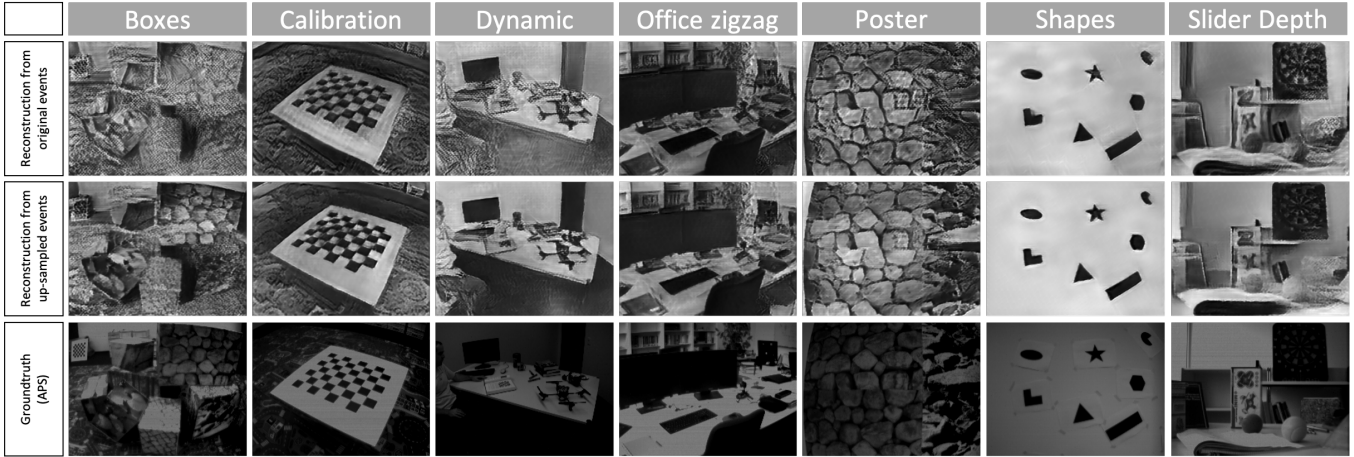 Boxes
Calibration
Dynamic
Office zigzag
Poster
Shapes
Slider Depth
Reconstruction from
original events
Reconstruction from
up-sampled events
Groundtruth
(APS)